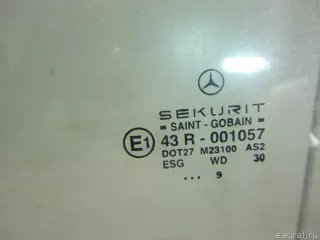 SEKURIT
= SAINT - GOBAIN =
E1 43 R - 001057
DOT27 M23100 AS2
ESG WD 30
... 9
eaural.ru